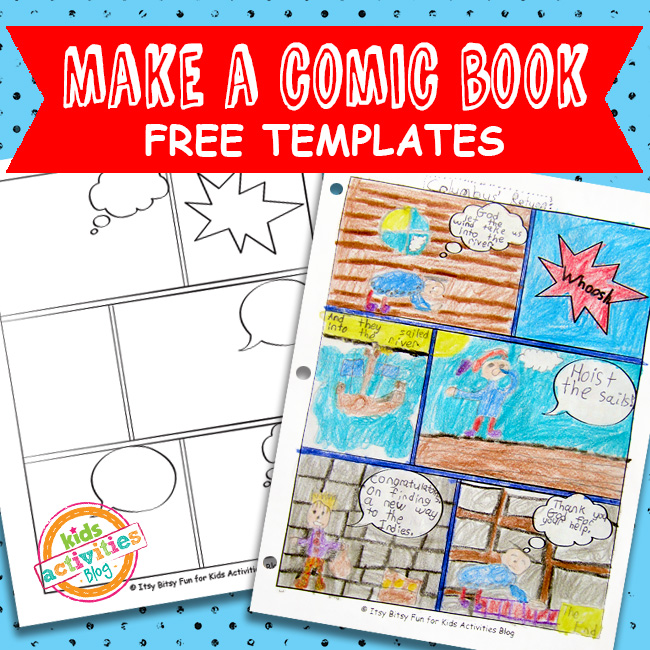 MAKE A COMIC BOOK
FREE TEMPLATES
Columbus' Return
God
let the
wind take us
into the
river
Whoosh
And they sailed
into the river.
Hoist
the sails!
Congratulations
On finding
a new way
to the
Indies.
Thank you
God for
your help.
The
End
kids
activities
Blog
© Itsy Bitsy Fun for Kids Activities
© Itsy Bitsy Fun for Kids Activities Blog